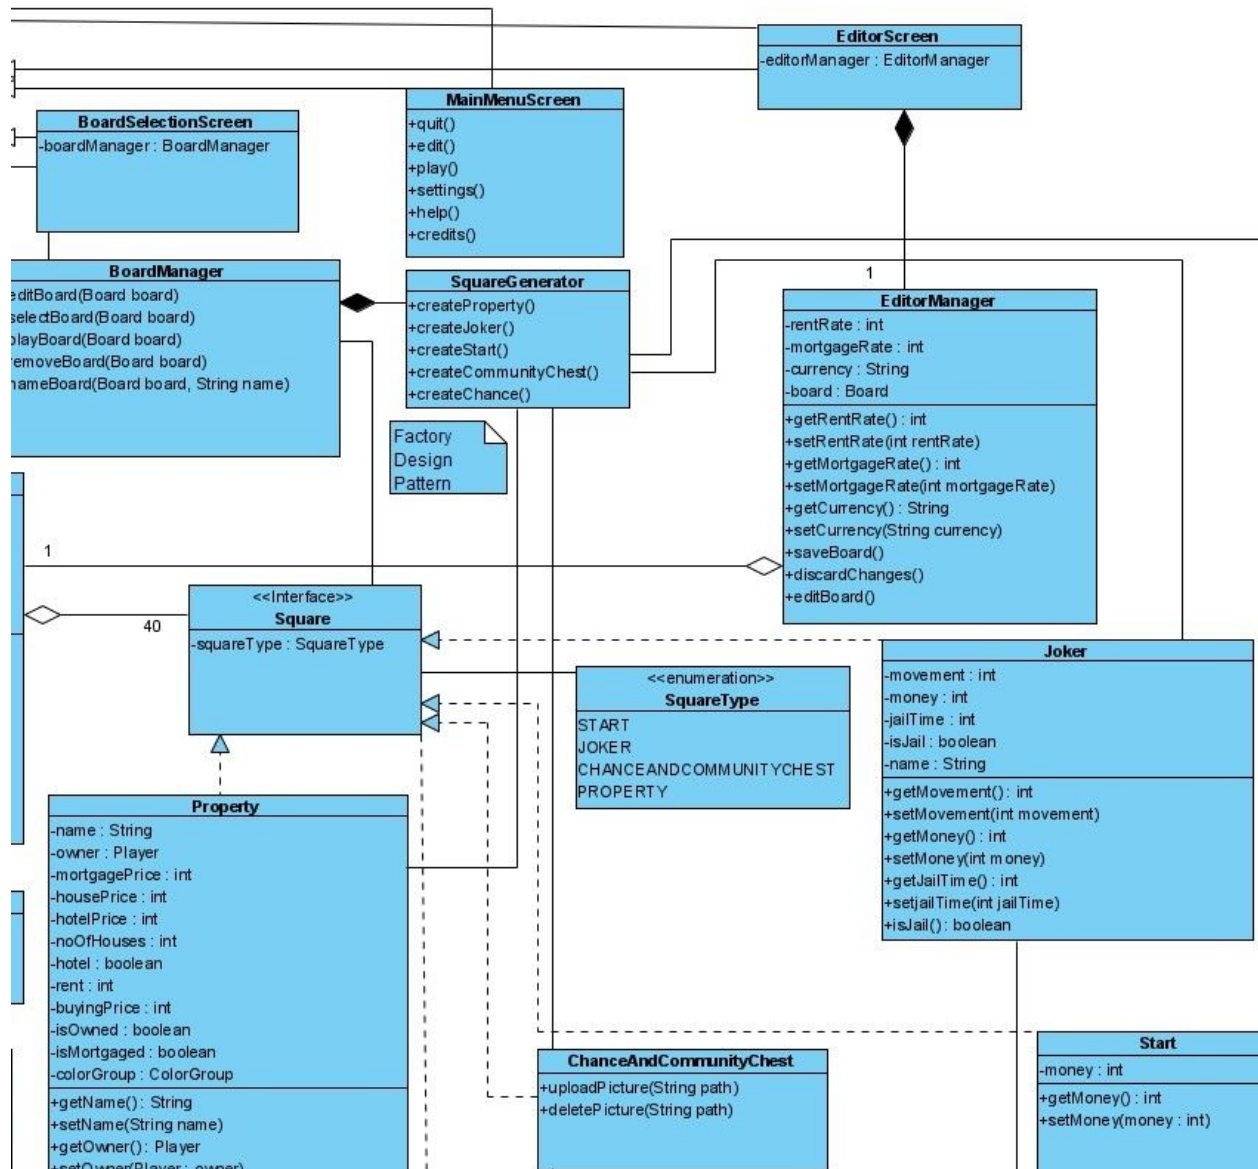 EditorScreen
-editorManager : EditorManager
MainMenuScreen
+quit()
+edit()
+play()
+settings()
+help()
+credits()
BoardSelectionScreen
-boardManager : BoardManager
1
BoardManager
editBoard(Board board)
selectBoard(Board board)
playBoard(Board board)
removeBoard(Board board)
nameBoard(Board board, String name)
SquareGenerator
+createProperty()
+createJoker()
+createStart()
+createCommunityChest()
+createChance()
Factory
Design
Pattern
1
EditorManager
-rentRate : int
-mortgageRate : int
-currency : String
-board : Board
+getRentRate() : int
+setRentRate(int rentRate)
+getMortgageRate() : int
+setMortgageRate(int mortgageRate)
+getCurrency() : String
+setCurrency(String currency)
+saveBoard()
+discardChanges()
+editBoard()
1
40
<<Interface>>
Square
-squareType : SquareType
<<enumeration>>
SquareType
START
JOKER
CHANCEANDCOMMUNITYCHEST
PROPERTY
Joker
-movement : int
-money : int
-jailTime : int
-isJail : boolean
-name : String
+getMovement() : int
+setMovement(int movement)
+getMoney() : int
+setMoney(int money)
+getJailTime() : int
+setjailTime(int jailTime)
+isJail() : boolean
Property
-name : String
-owner : Player
-mortgagePrice : int
-housePrice : int
-hotelPrice : int
-noOfHouses : int
-hotel : boolean
-rent : int
-buyingPrice : int
-isOwned : boolean
-isMortgaged : boolean
-colorGroup : ColorGroup
+getName() : String
+setName(String name)
+getOwner() : Player
+setOwner(Player : owner)
ChanceAndCommunityChest
+uploadPicture(String path)
+deletePicture(String path)
Start
-money : int
+getMoney() : int
+setMoney(money : int)